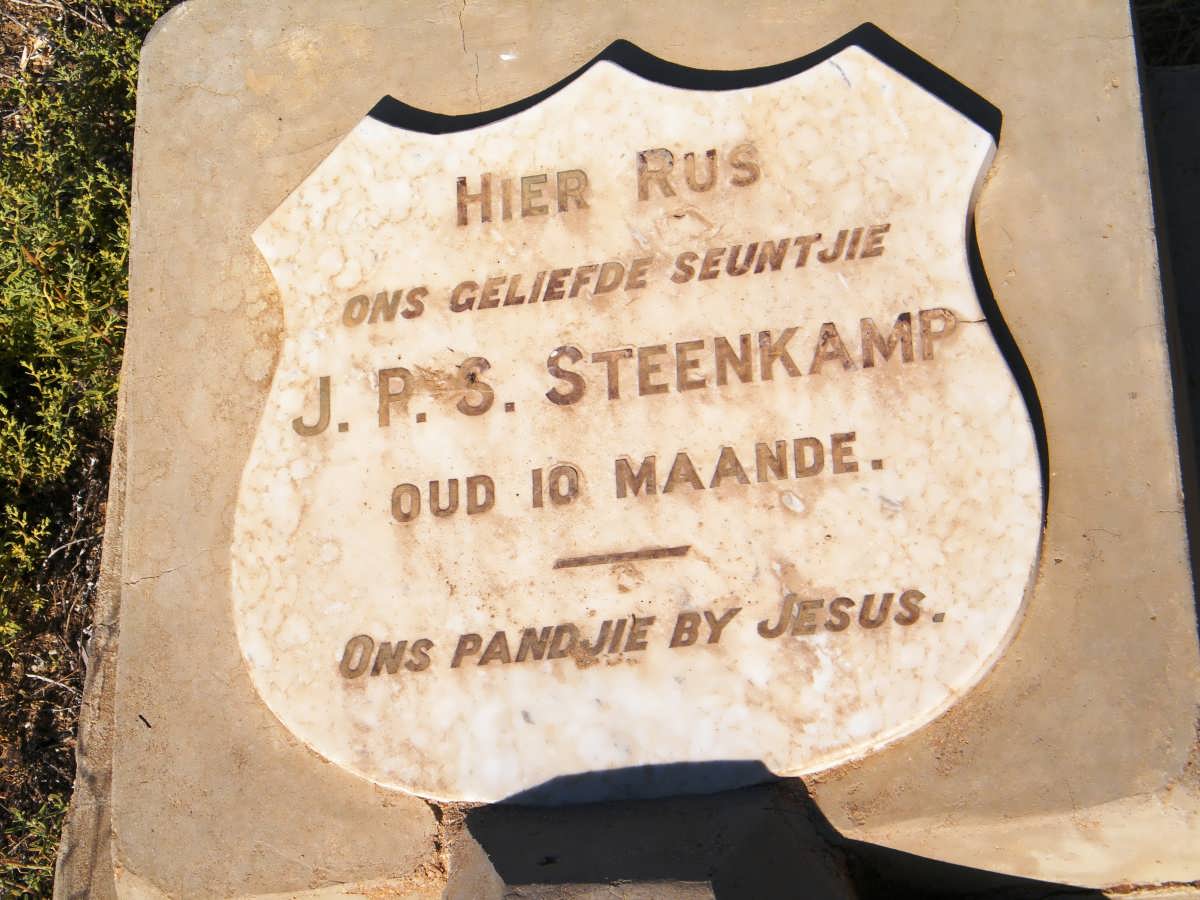 HIER RUS
ONS GELIEFDE SEUNTJIE
J. P. S. STEENKAMP
OUD 10 MAANDE.
ONS PANDJIE BY JESUS.